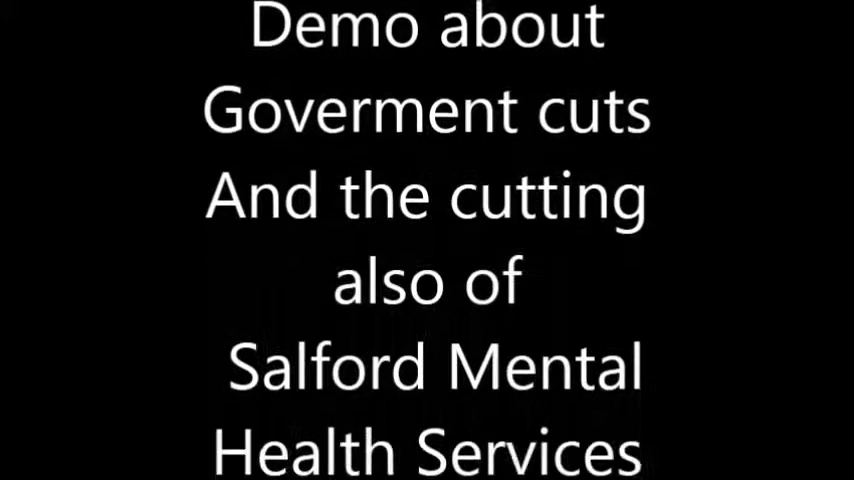 Demo about
Goverment cuts
And the cutting
also of
Salford Mental
Health Services